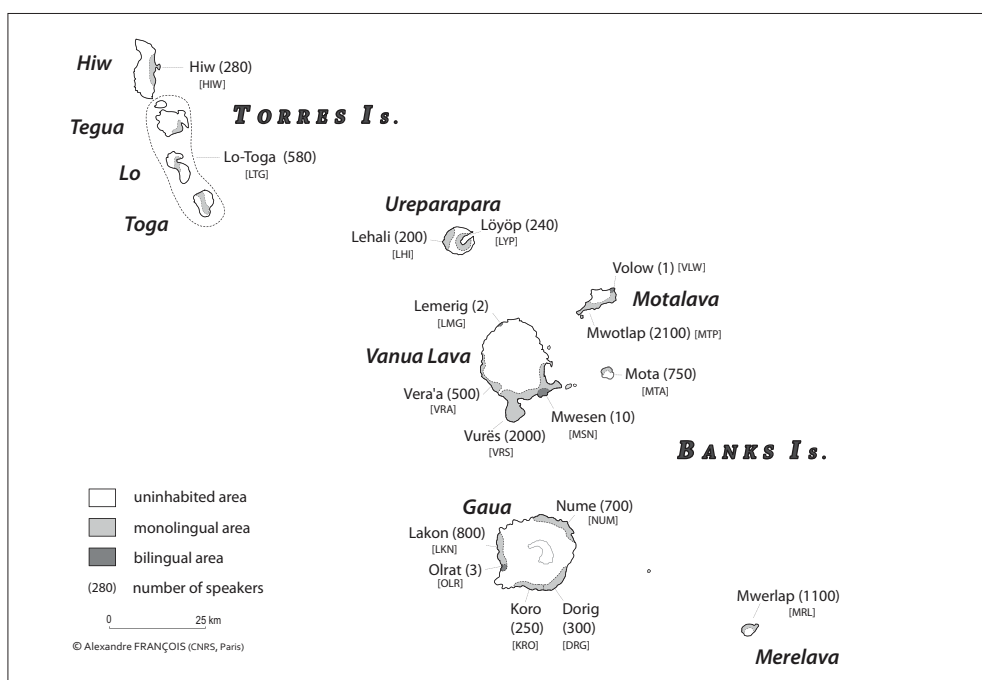 Hiw
Hiw (280)
[HIW]
TORRES Is.
Tegua
Lo
Lo-Toga (580)
[LTG]
Toga
Ureparapara
Löyöp (240)
[LYP]
Lehali (200)
[LHI]
Volow (1) [VLW]
Motalava
Mwotlap (2100) [MTP]
Lemerig (2)
[LMG]
Vanua Lava
Mota (750)
[MTA]
Vera'a (500)
[VRA]
Mwesen (10)
[MSN]
Vurës (2000)
[VRS]
BANKS Is.
Gaua
Nume (700)
[NUM]
Lakon (800)
[LKN]
Olrat (3)
[OLR]
Koro
(250)
[KRO]
Dorig
(300)
[DRG]
Mwerlap (1100)
[MRL]
Merelava
uninhabited area
monolingual area
bilingual area
(280) number of speakers
0 25 km
© Alexandre FRANÇOIS (CNRS, Paris)